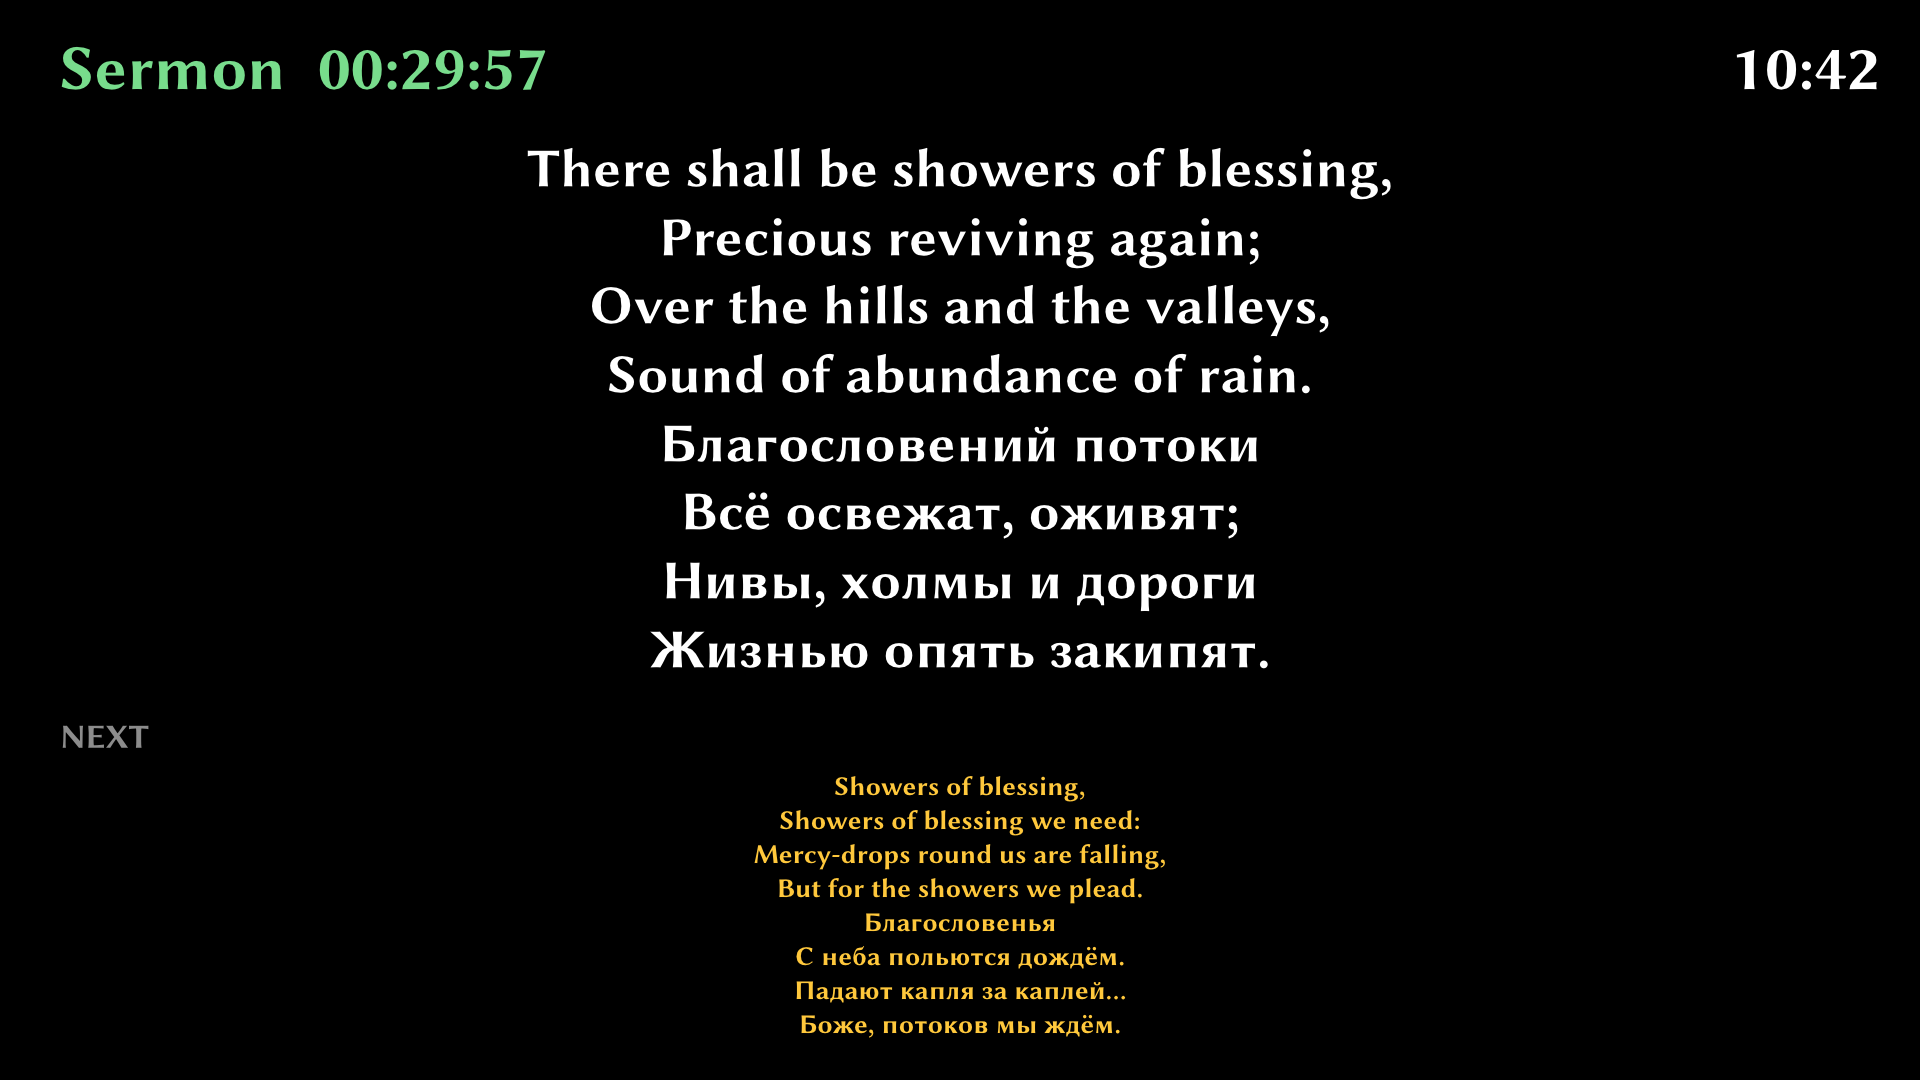 Sermon 00:29:57
10:42
There shall be showers of blessing,
Precious reviving again;
Over the hills and the valleys,
Sound of abundance of rain.
Благословений потоки
Всё освежат, оживят;
Нивы, холмы и дороги
Жизнью опять закипят.
NEXT
Showers of blessing,
Showers of blessing we need:
Mercy-drops round us are falling,
But for the showers we plead.
Благословенья
С неба польются дождём.
Падают капля за каплей...
Боже, потоков мы ждём.